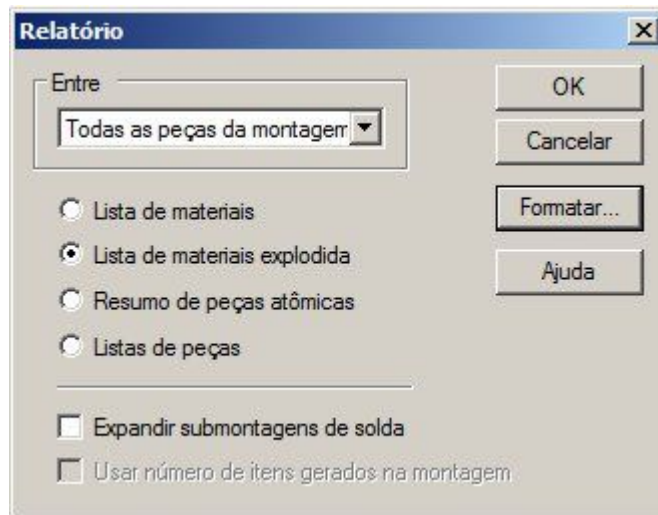 Relatório
Entre
Todas as peças da montagem
Lista de materiais
Lista de materiais explodida
Resumo de peças atômicas
Listas de peças
Expandir submontagens de solda
Usar número de itens gerados na montagem
OK
Cancelar
Formatar...
Ajuda